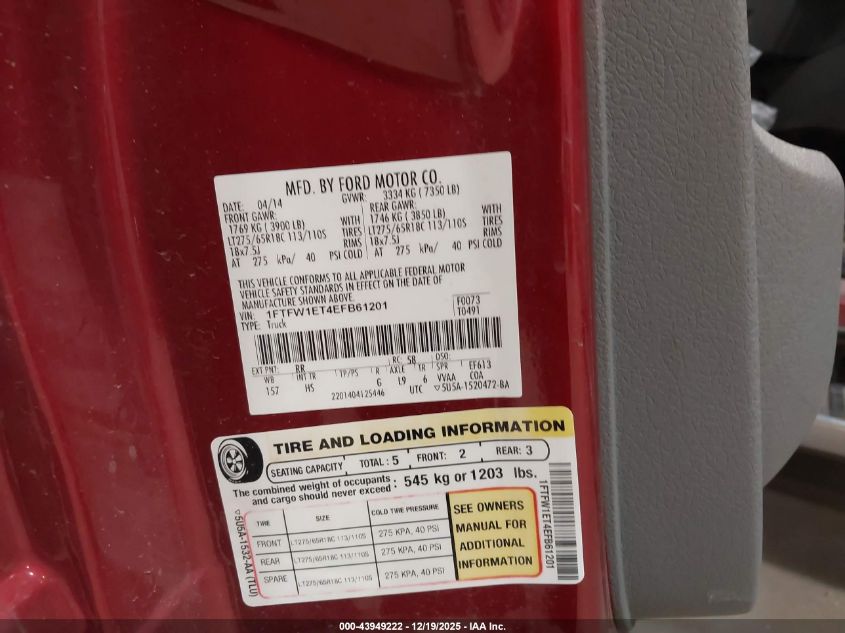 MFD. BY FORD MOTOR CO.
DATE: 04/14 GVWR: 3334 KG ( 7350 LB)
FRONT GAWR: REAR GAWR:
1769 KG ( 3900 LB) WITH 1746 KG ( 3850 LB) WITH
LT275/65R18C 113/110S TIRES LT275/65R18C 113/110S TIRES
18x7.5J RIMS 18x7.5J RIMS
AT 275 kPa/ 40 PSI COLD AT 275 kPa/ 40 PSI COLD
THIS VEHICLE CONFORMS TO ALL APPLICABLE FEDERAL MOTOR
VEHICLE SAFETY STANDARDS IN EFFECT ON THE DATE OF
MANUFACTURE SHOWN ABOVE.
VIN: 1FTFW1ET4EFB61201 F0073
TYPE: Truck T0491
EXT PNT: RR RC: 58 DSO:
WB INT TR TP/PS R AXLE TR SPR EF613
157 HS G L9 6 VVAA COA
2201404125446 UTC ▽5U5A-1520472-BA
TIRE AND LOADING INFORMATION
SEATING CAPACITY TOTAL : 5 FRONT: 2 REAR: 3
The combined weight of occupants
and cargo should never exceed : 545 kg or 1203 lbs.
TIRE SIZE COLD TIRE PRESSURE
FRONT LT275/65R18C 113/110S 275 KPA, 40 PSI
REAR LT275/65R18C 113/110S 275 KPA, 40 PSI
SPARE LT275/65R18C 113/110S 275 KPA, 40 PSI
SEE OWNERS
MANUAL FOR
ADDITIONAL
INFORMATION
▽5U5A-1532-AA (TLU)
1FTFW1ET4EFB61201
000-43949222 - 12/19/2025 - IAA Inc.